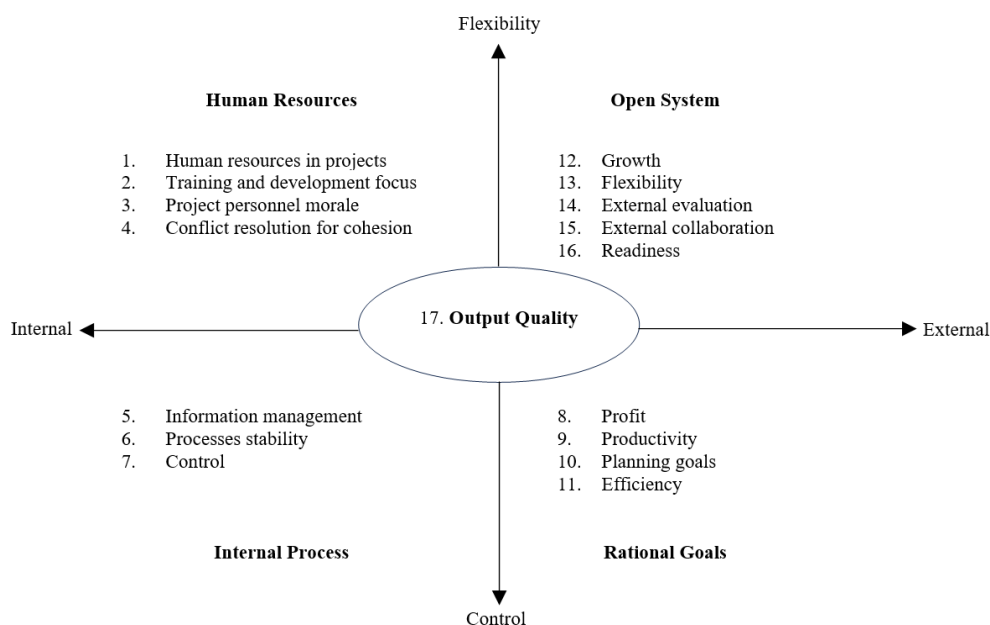 Flexibility
Human Resources
1. Human resources in projects
2. Training and development focus
3. Project personnel morale
4. Conflict resolution for cohesion
Open System
12. Growth
13. Flexibility
14. External evaluation
15. External collaboration
16. Readiness
Internal
17. Output Quality
External
5. Information management
6. Processes stability
7. Control
Internal Process
8. Profit
9. Productivity
10. Planning goals
11. Efficiency
Rational Goals
Control